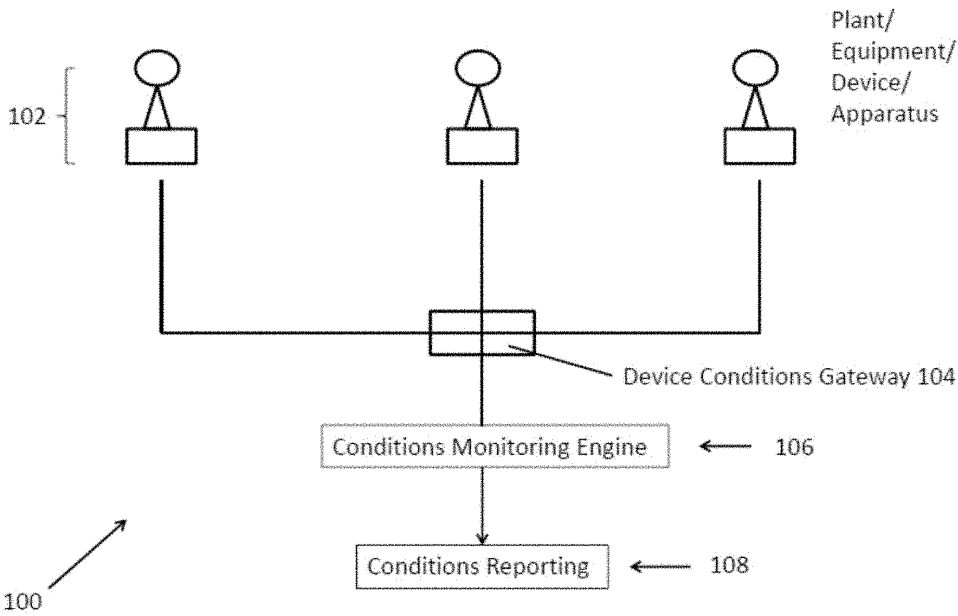 Plant/
Equipment/
Device/
Apparatus
102
Device Conditions Gateway 104
Conditions Monitoring Engine
106
Conditions Reporting
108
100